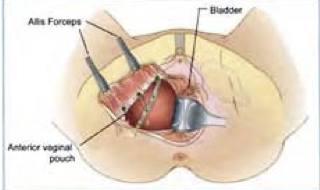 Allis Forceps
Bladder
Anterior vaginal
pouch